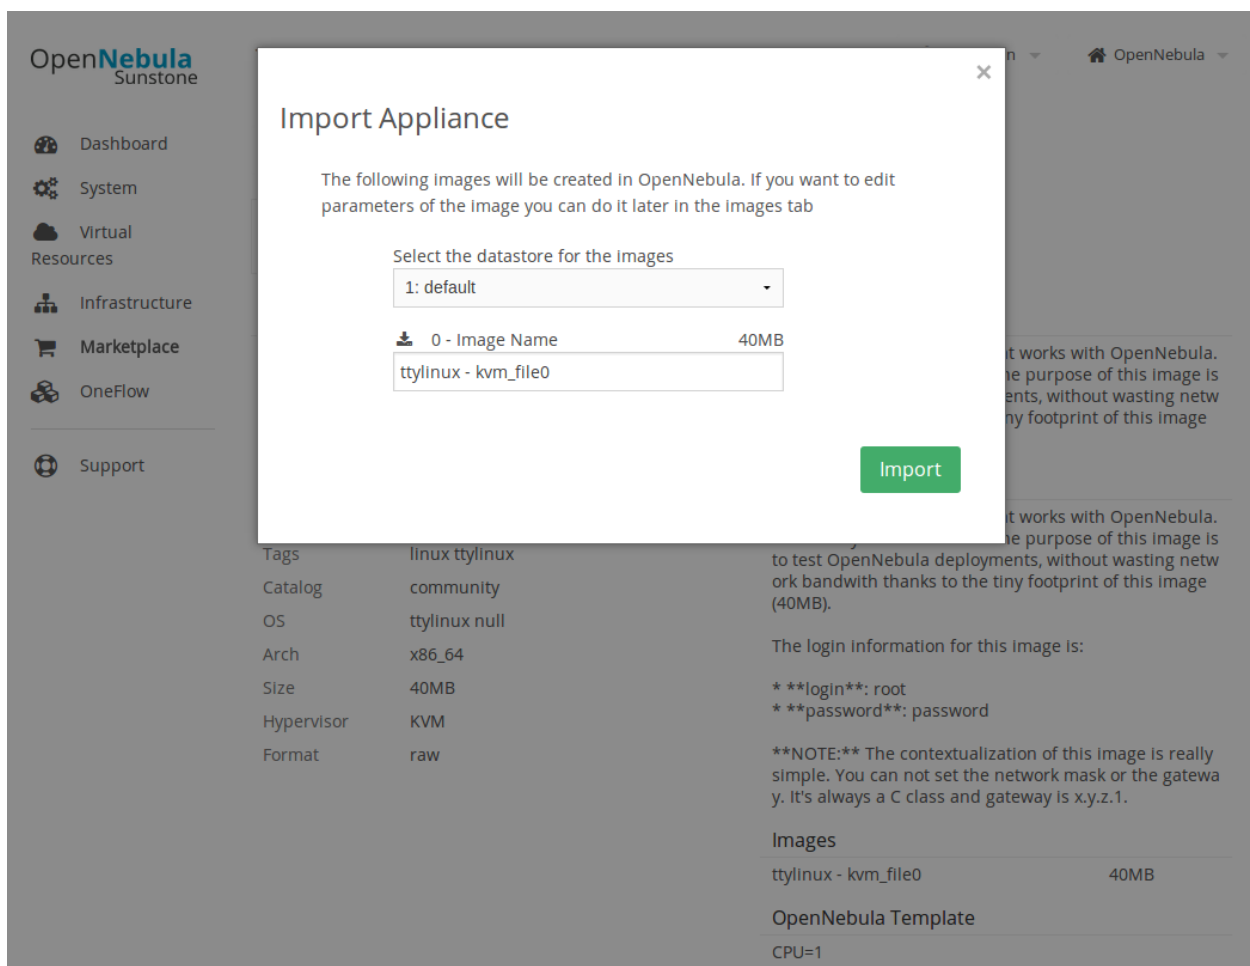 OpenNebula
Sunstone
OpenNebula
Dashboard
System
Virtual
Resources
Infrastructure
Marketplace
OneFlow
Support
×
Import Appliance
The following images will be created in OpenNebula. If you want to edit
parameters of the image you can do it later in the images tab
Select the datastore for the images
1: default
0 - Image Name 40MB
ttylinux - kvm_file0
Import
works with OpenNebula.
purpose of this image is
without wasting netw
footprint of this image
works with OpenNebula.
purpose of this image is
to test OpenNebula deployments, without wasting netw
ork bandwith thanks to the tiny footprint of this image
(40MB).
The login information for this image is:
* **login**: root
* **password**: password
**NOTE:** The contextualization of this image is really
simple. You can not set the network mask or the gatewa
y. It's always a C class and gateway is x.y.z.1.
Images
ttylinux - kvm_file0 40MB
OpenNebula Template
CPU=1
Tags linux ttylinux
Catalog community
OS ttylinux null
Arch x86_64
Size 40MB
Hypervisor KVM
Format raw